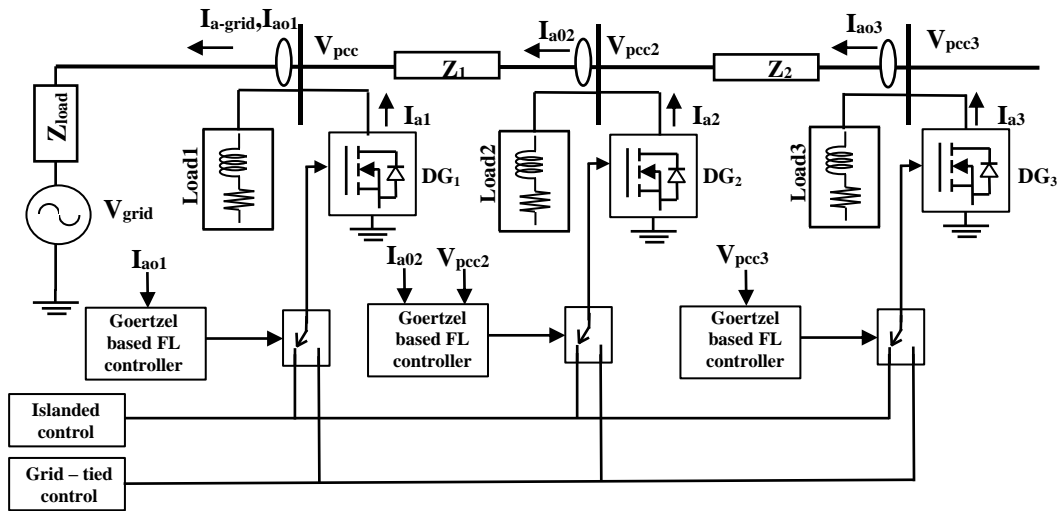 I_a-grid, I_ao1
V_pcc
I_a02
V_pcc2
I_ao3
V_pcc3
Z_1
Z_2
Z_load
I_a1
I_a2
I_a3
Load1
Load2
Load3
DG_1
DG_2
DG_3
V_grid
I_ao1
I_a02
V_pcc2
V_pcc3
Goertzel
based FL
controller
Goertzel
based FL
controller
Goertzel
based FL
controller
Islanded
control
Grid – tied
control